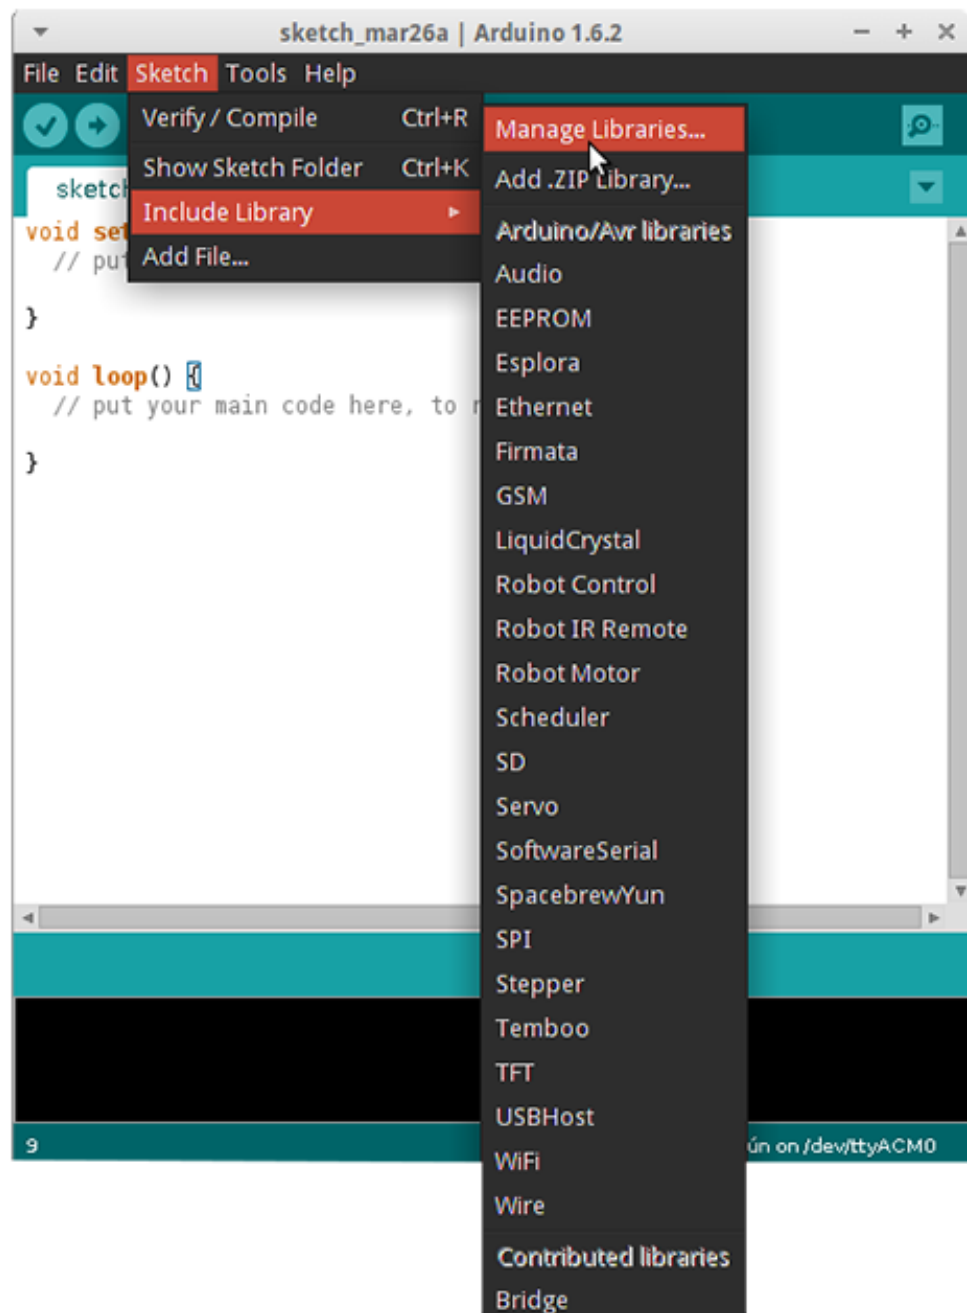 sketch_mar26a | Arduino 1.6.2
File Edit Sketch Tools Help
Verify / Compile Ctrl+R
Show Sketch Folder Ctrl+K
Include Library
Add File...
Manage Libraries...
Add .ZIP Library...
Arduino/Avr libraries
Audio
EEPROM
Esplora
Ethernet
Firmata
GSM
LiquidCrystal
Robot Control
Robot IR Remote
Robot Motor
Scheduler
SD
Servo
SoftwareSerial
SpacebrewYun
SPI
Stepper
Temboo
TFT
USBHost
WiFi
Wire
Contributed libraries
Bridge
sketch
void set
// put
}
void loop() {
// put your main code here, to
}
9
ún on /dev/ttyACM0